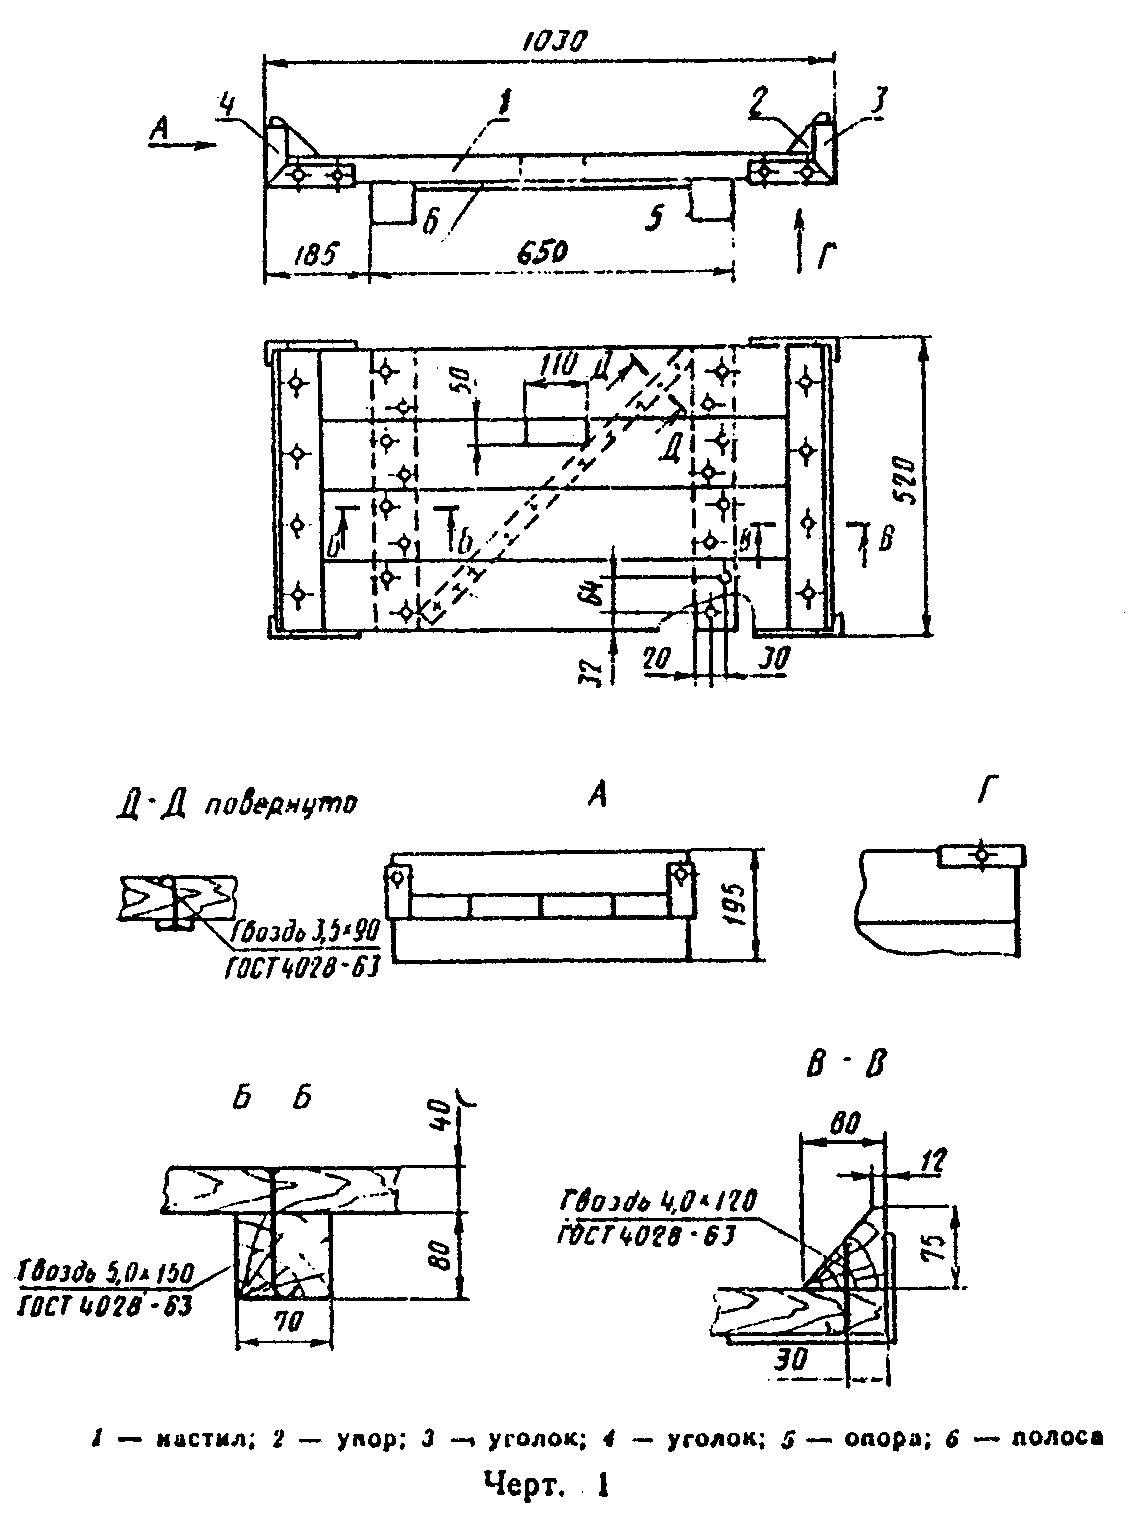 1030
А
4
1
2
3
6
5
Г
185
650
50
110
Д
Д
520
б
б
В
В
64
37
20
30
Д-Д повернуто
А
Г
Гвоздь 3,5×90
ГОСТ 4028-63
195
Б Б
40
80
Гвоздь 5,0×150
ГОСТ 4028-63
70
В - В
80
12
Гвоздь 4,0×120
ГОСТ 4028-63
75
30
1 — настил; 2 — упор; 3 — уголок; 4 — уголок; 5 — опора; 6 — полоса
Черт. 1